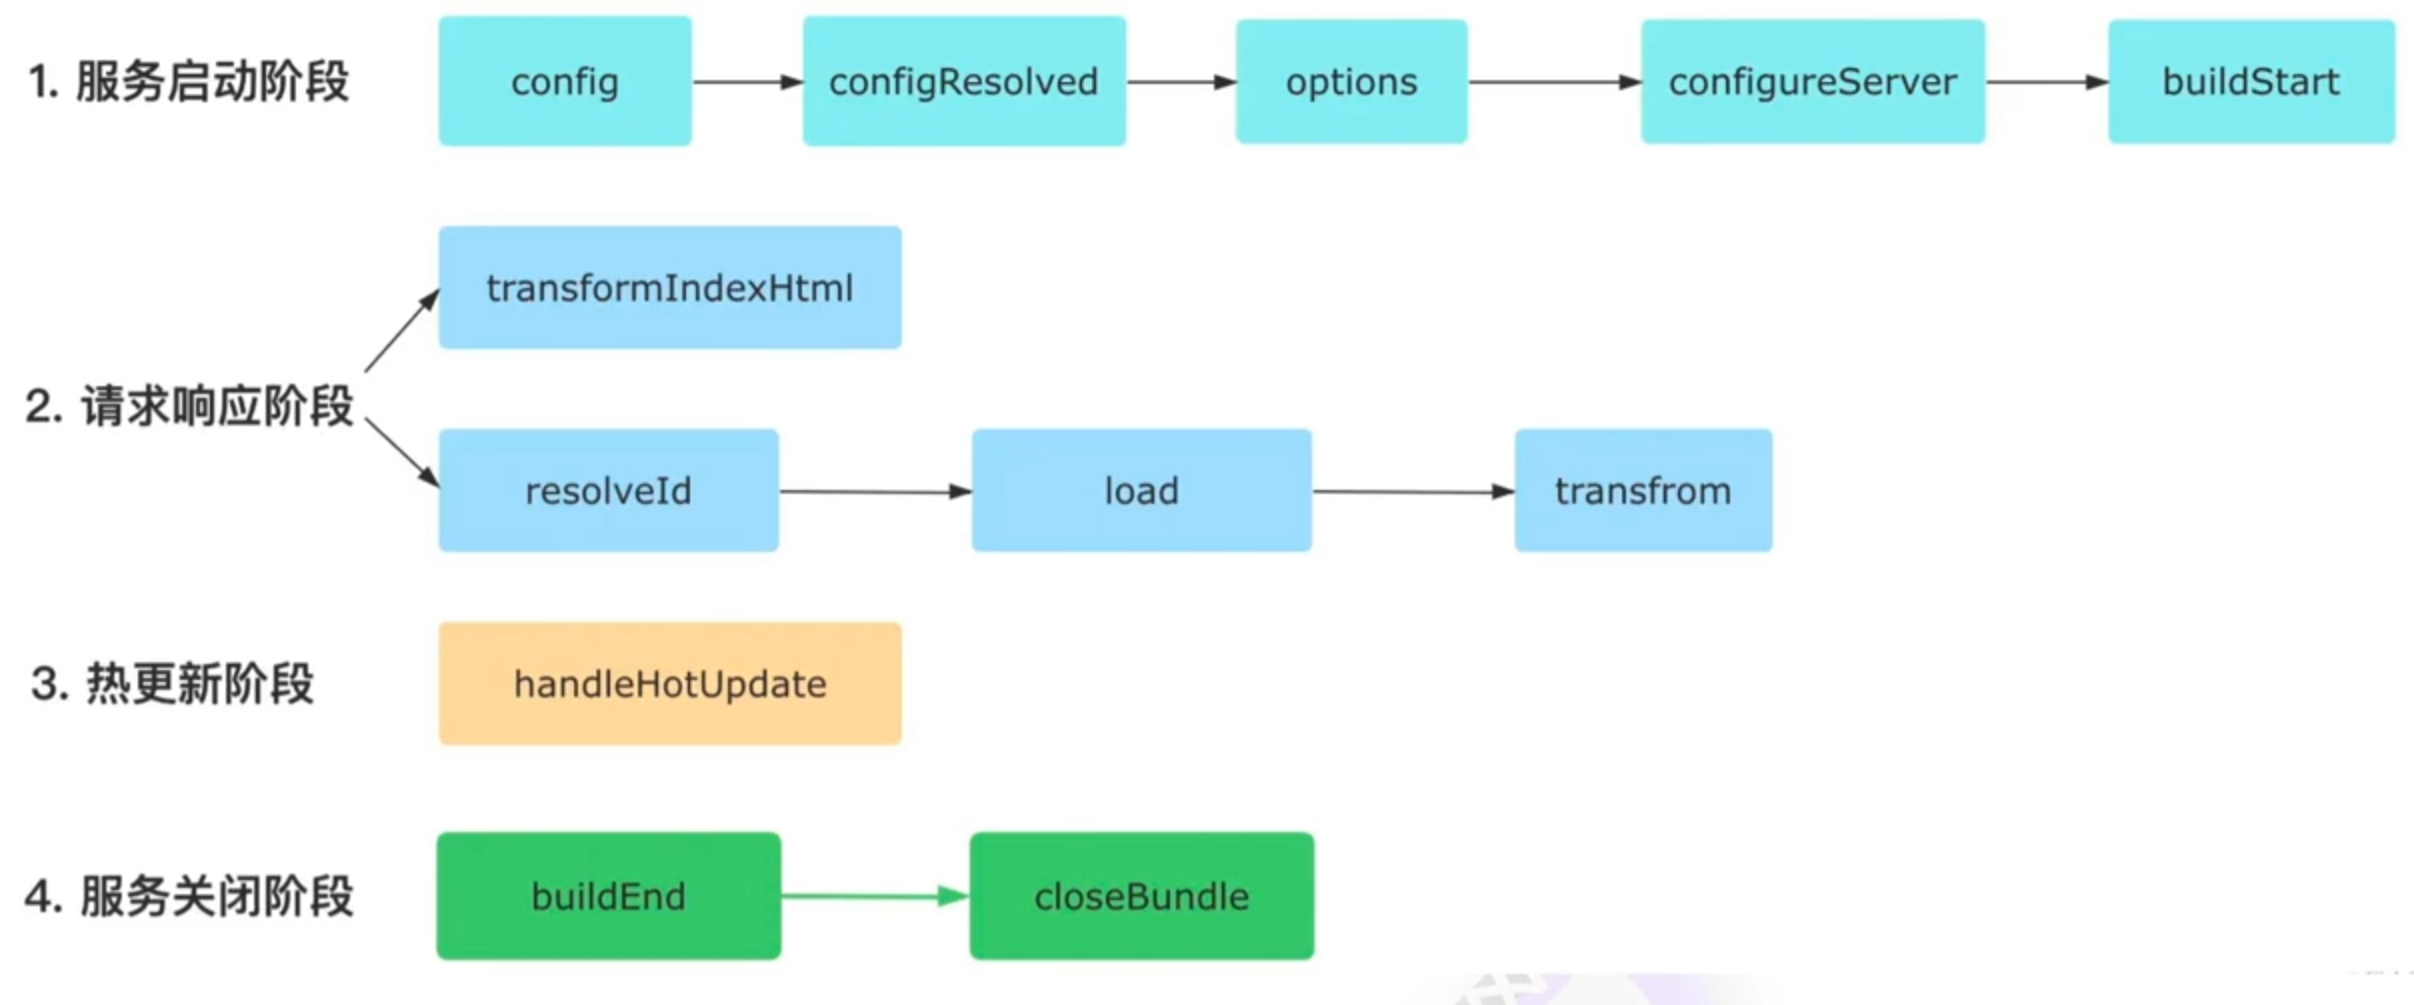 1. 服务启动阶段
config
configResolved
options
configureServer
buildStart
transformIndexHtml
2. 请求响应阶段
resolveId
load
transfrom
3. 热更新阶段
handleHotUpdate
4. 服务关闭阶段
buildEnd
closeBundle